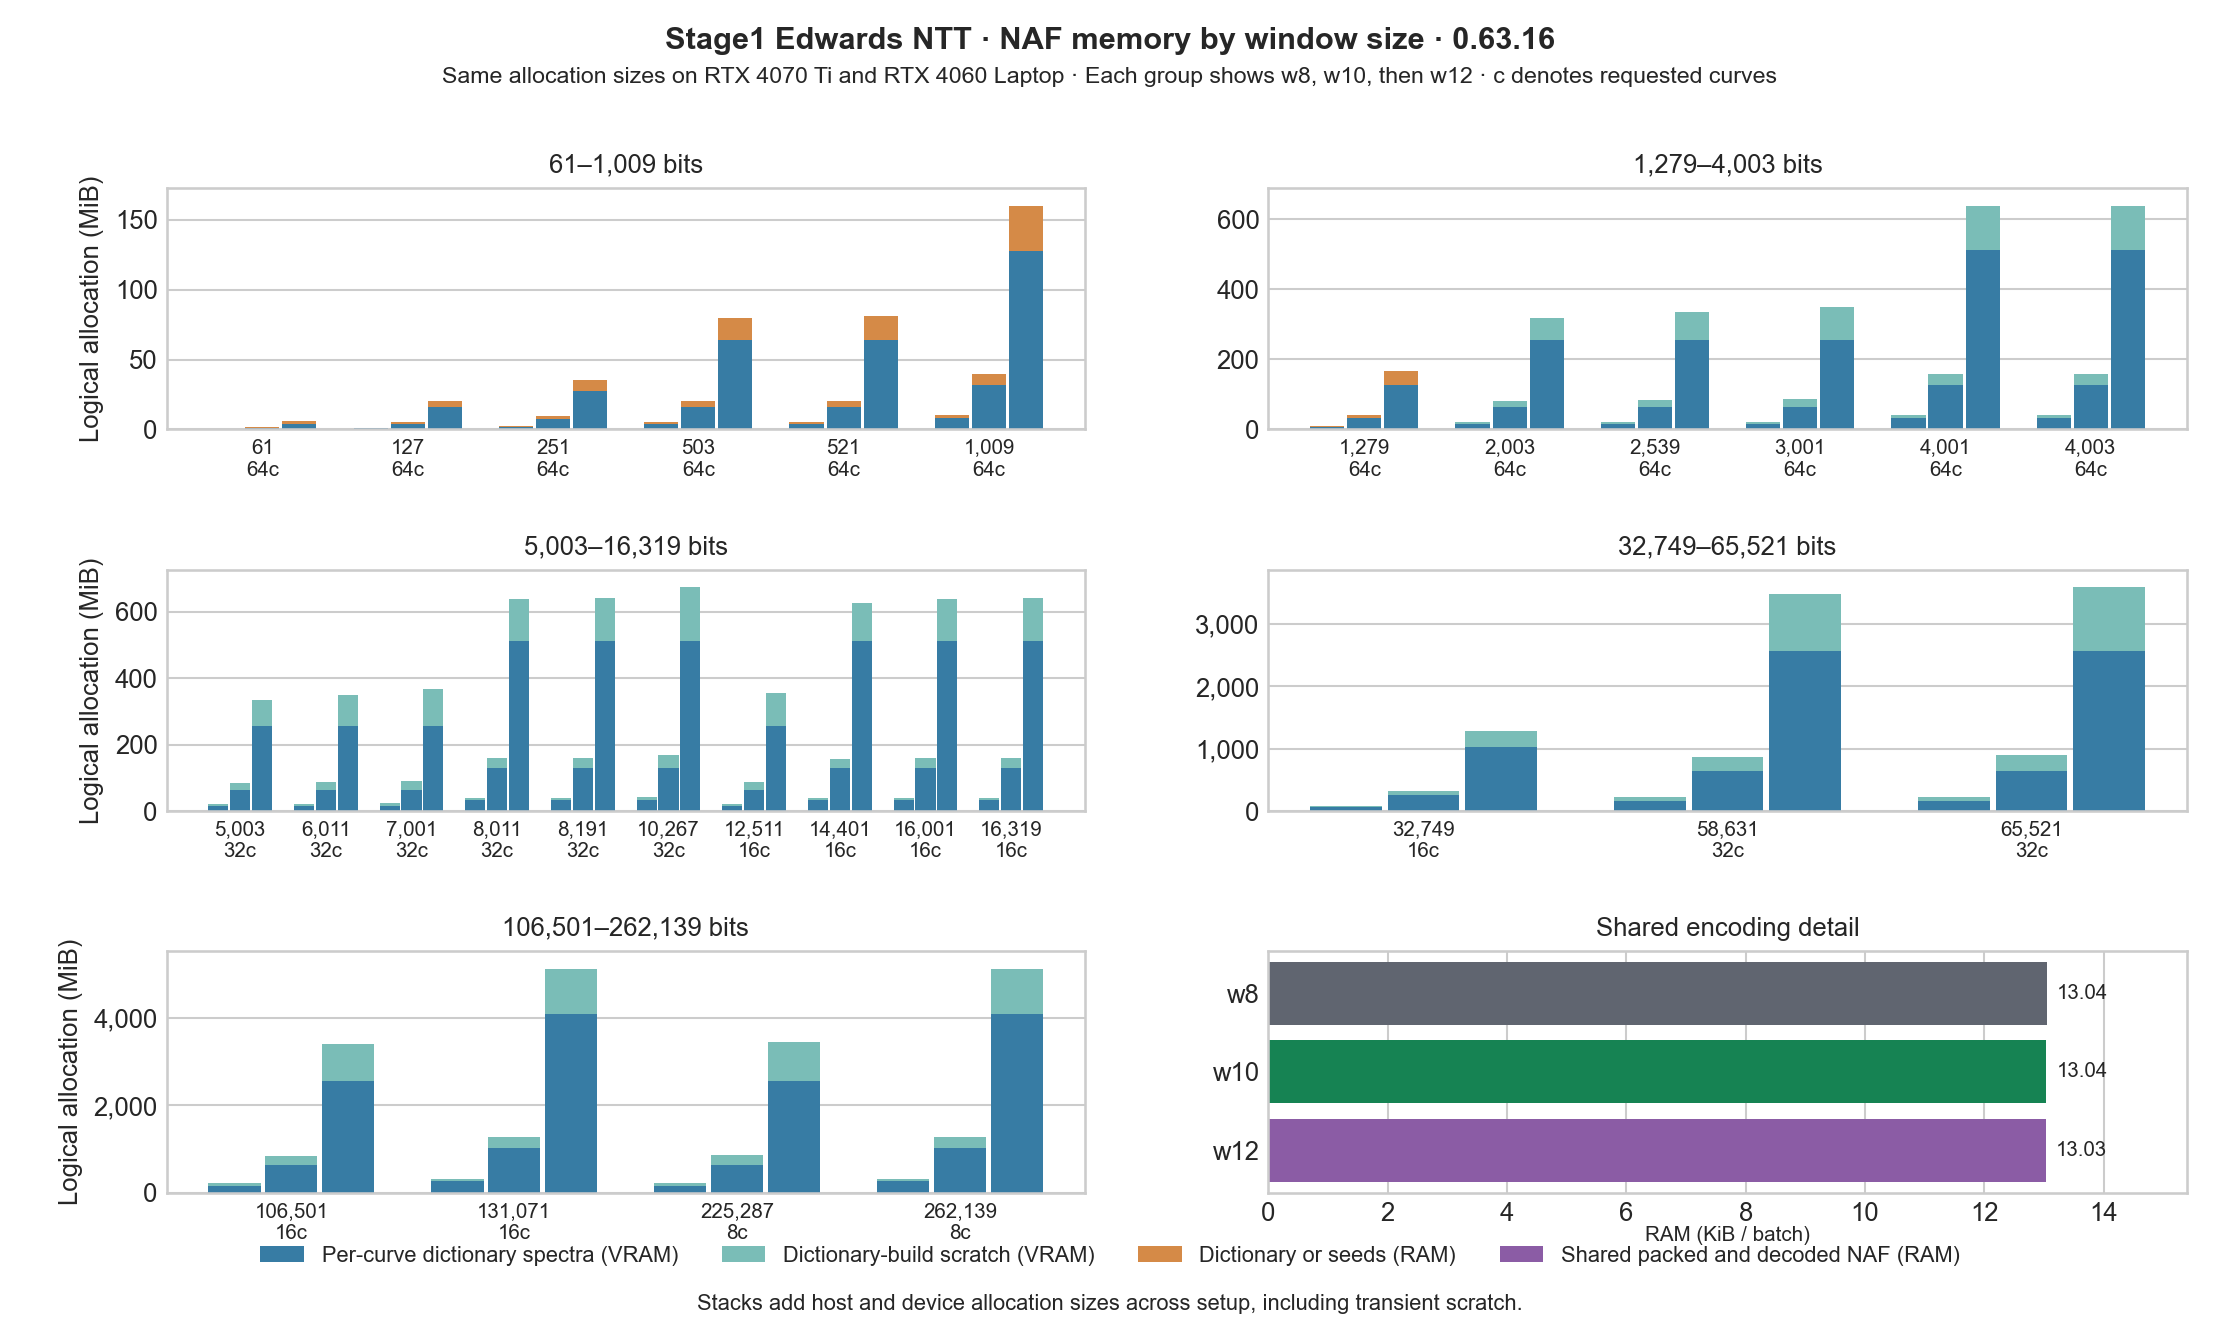 Stage1 Edwards NTT · NAF memory by window size · 0.63.16
Same allocation sizes on RTX 4070 Ti and RTX 4060 Laptop · Each group shows w8, w10, then w12 · c denotes requested curves
61–1,009 bits
Logical allocation (MiB)
150
100
50
0
61 127 251 503 521 1,009
64c 64c 64c 64c 64c 64c
1,279–4,003 bits
600
400
200
0
1,279 2,003 2,539 3,001 4,001 4,003
64c 64c 64c 64c 64c 64c
5,003–16,319 bits
Logical allocation (MiB)
600
400
200
0
5,003 6,011 7,001 8,011 8,191 10,267 12,511 14,401 16,001 16,319
32c 32c 32c 32c 32c 32c 16c 16c 16c 16c
32,749–65,521 bits
3,000
2,000
1,000
0
32,749 58,631 65,521
16c 32c 32c
106,501–262,139 bits
Logical allocation (MiB)
4,000
2,000
0
106,501 131,071 225,287 262,139
16c 16c 8c 8c
Shared encoding detail
w8 13.04
w10 13.04
w12 13.03
0 2 4 6 8 10 12 14
RAM (KiB / batch)
Per-curve dictionary spectra (VRAM) Dictionary-build scratch (VRAM) Dictionary or seeds (RAM) Shared packed and decoded NAF (RAM)
Stacks add host and device allocation sizes across setup, including transient scratch.